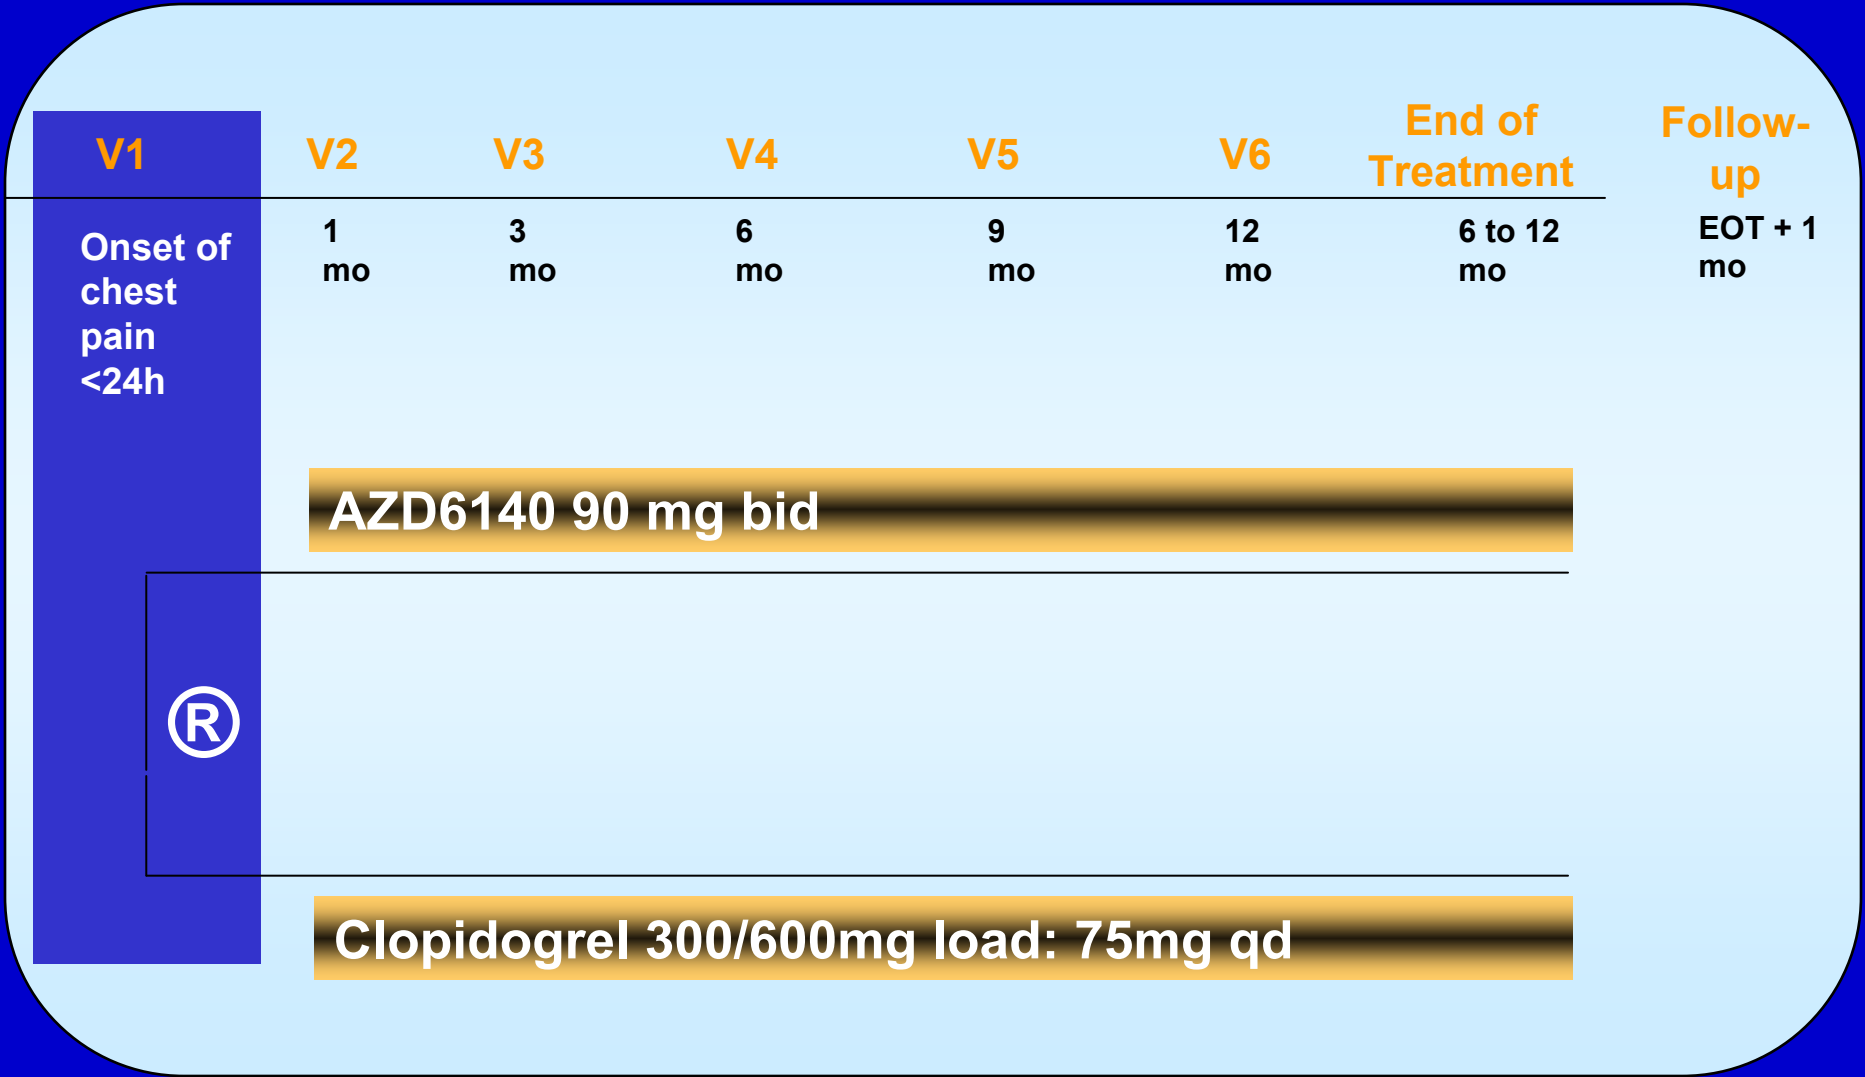 V1
V2
V3
V4
V5
V6
End of
Treatment
Follow-
up
Onset of
chest
pain
<24h
1
mo
3
mo
6
mo
9
mo
12
mo
6 to 12
mo
EOT + 1
mo
AZD6140 90 mg bid
®
Clopidogrel 300/600mg load: 75mg qd